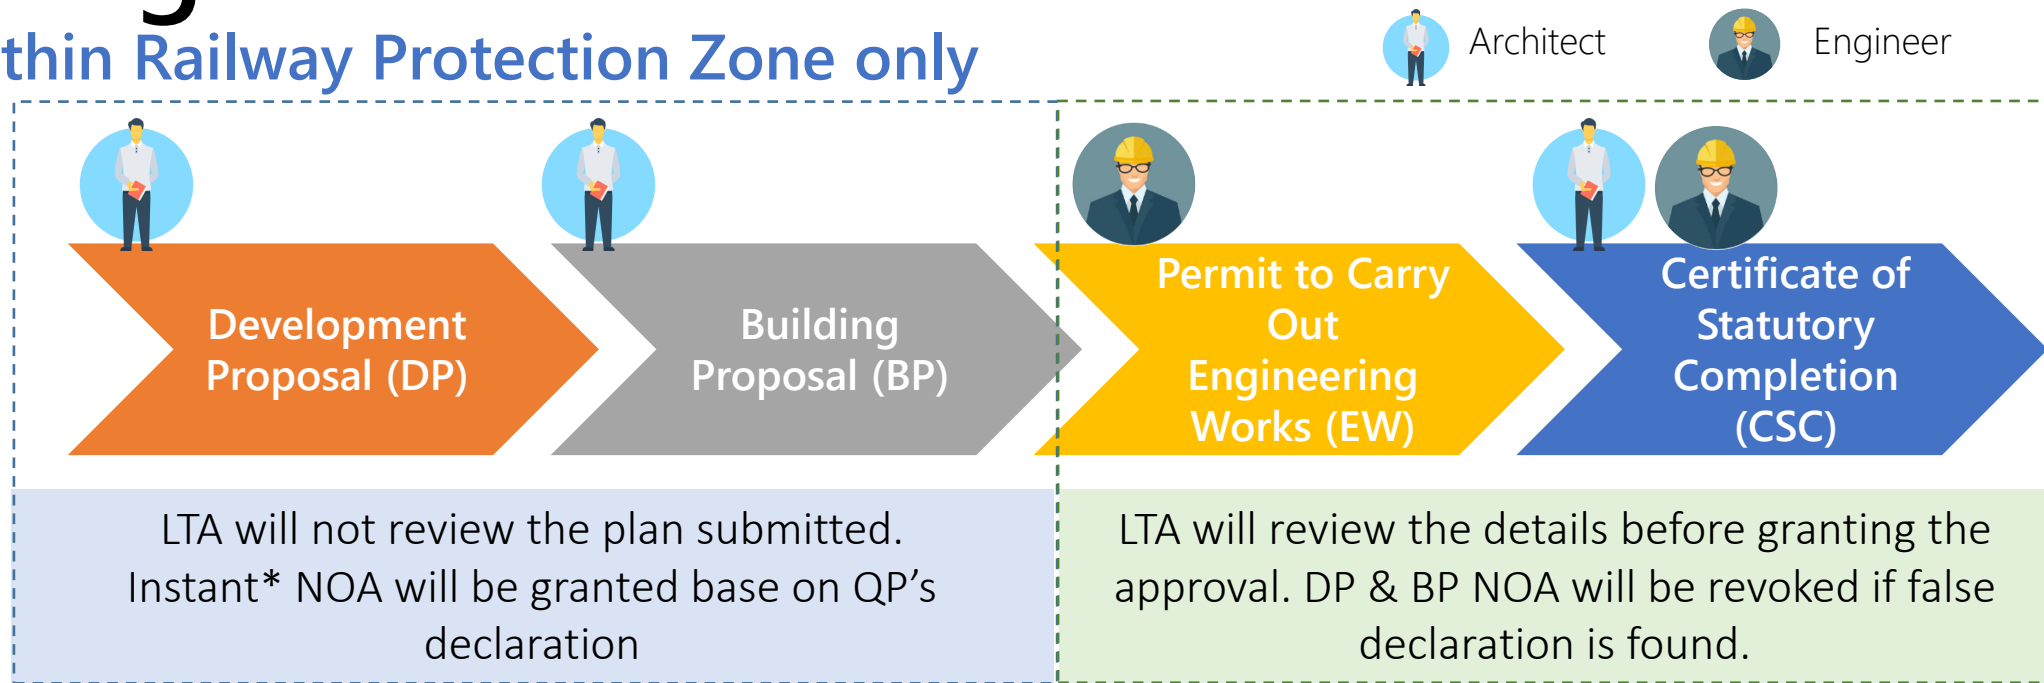 thin Railway Protection Zone only
Architect
Engineer
Development
Proposal (DP)
Building
Proposal (BP)
Permit to Carry
Out
Engineering
Works (EW)
Certificate of
Statutory
Completion
(CSC)
LTA will not review the plan submitted.
Instant* NOA will be granted base on QP’s
declaration
LTA will review the details before granting the
approval. DP & BP NOA will be revoked if false
declaration is found.